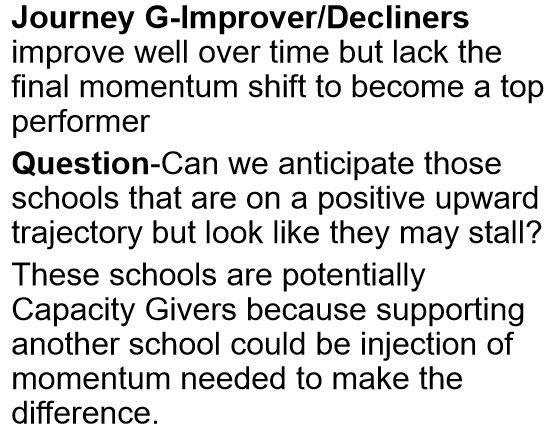 Journey G-Improver/Decliners
improve well over time but lack the
final momentum shift to become a top
performer
Question-Can we anticipate those
schools that are on a positive upward
trajectory but look like they may stall?
These schools are potentially
Capacity Givers because supporting
another school could be injection of
momentum needed to make the
difference.